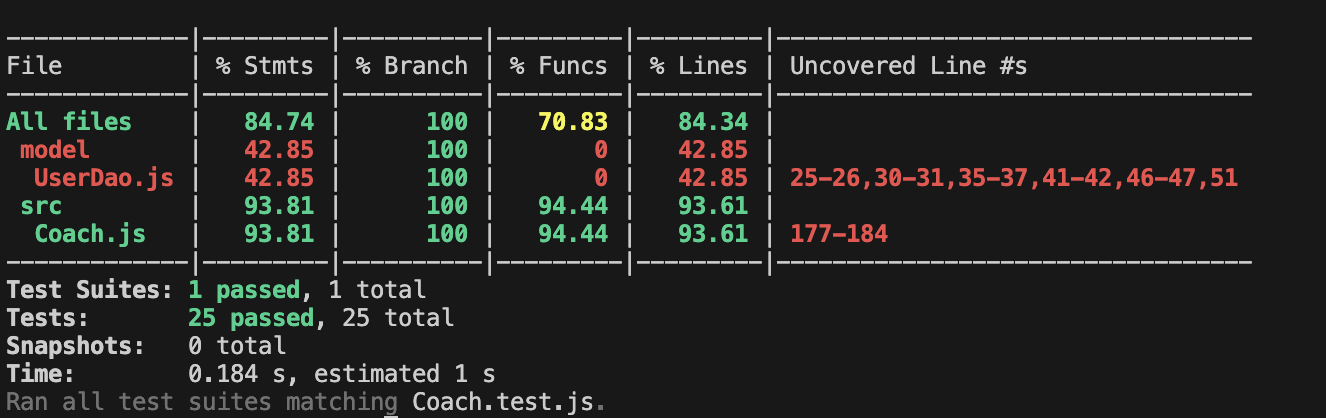 -------------|---------|----------|---------|---------|----------------------------------
File         | % Stmts | % Branch | % Funcs | % Lines | Uncovered Line #s
-------------|---------|----------|---------|---------|----------------------------------
All files    |   84.74 |      100 |   70.83 |   84.34 |
 model       |   42.85 |      100 |       0 |   42.85 |
  UserDao.js |   42.85 |      100 |       0 |   42.85 | 25-26,30-31,35-37,41-42,46-47,51
 src         |   93.81 |      100 |   94.44 |   93.61 |
  Coach.js   |   93.81 |      100 |   94.44 |   93.61 | 177-184
-------------|---------|----------|---------|---------|----------------------------------
Test Suites: 1 passed, 1 total
Tests:       25 passed, 25 total
Snapshots:   0 total
Time:        0.184 s, estimated 1 s
Ran all test suites matching Coach.test.js.